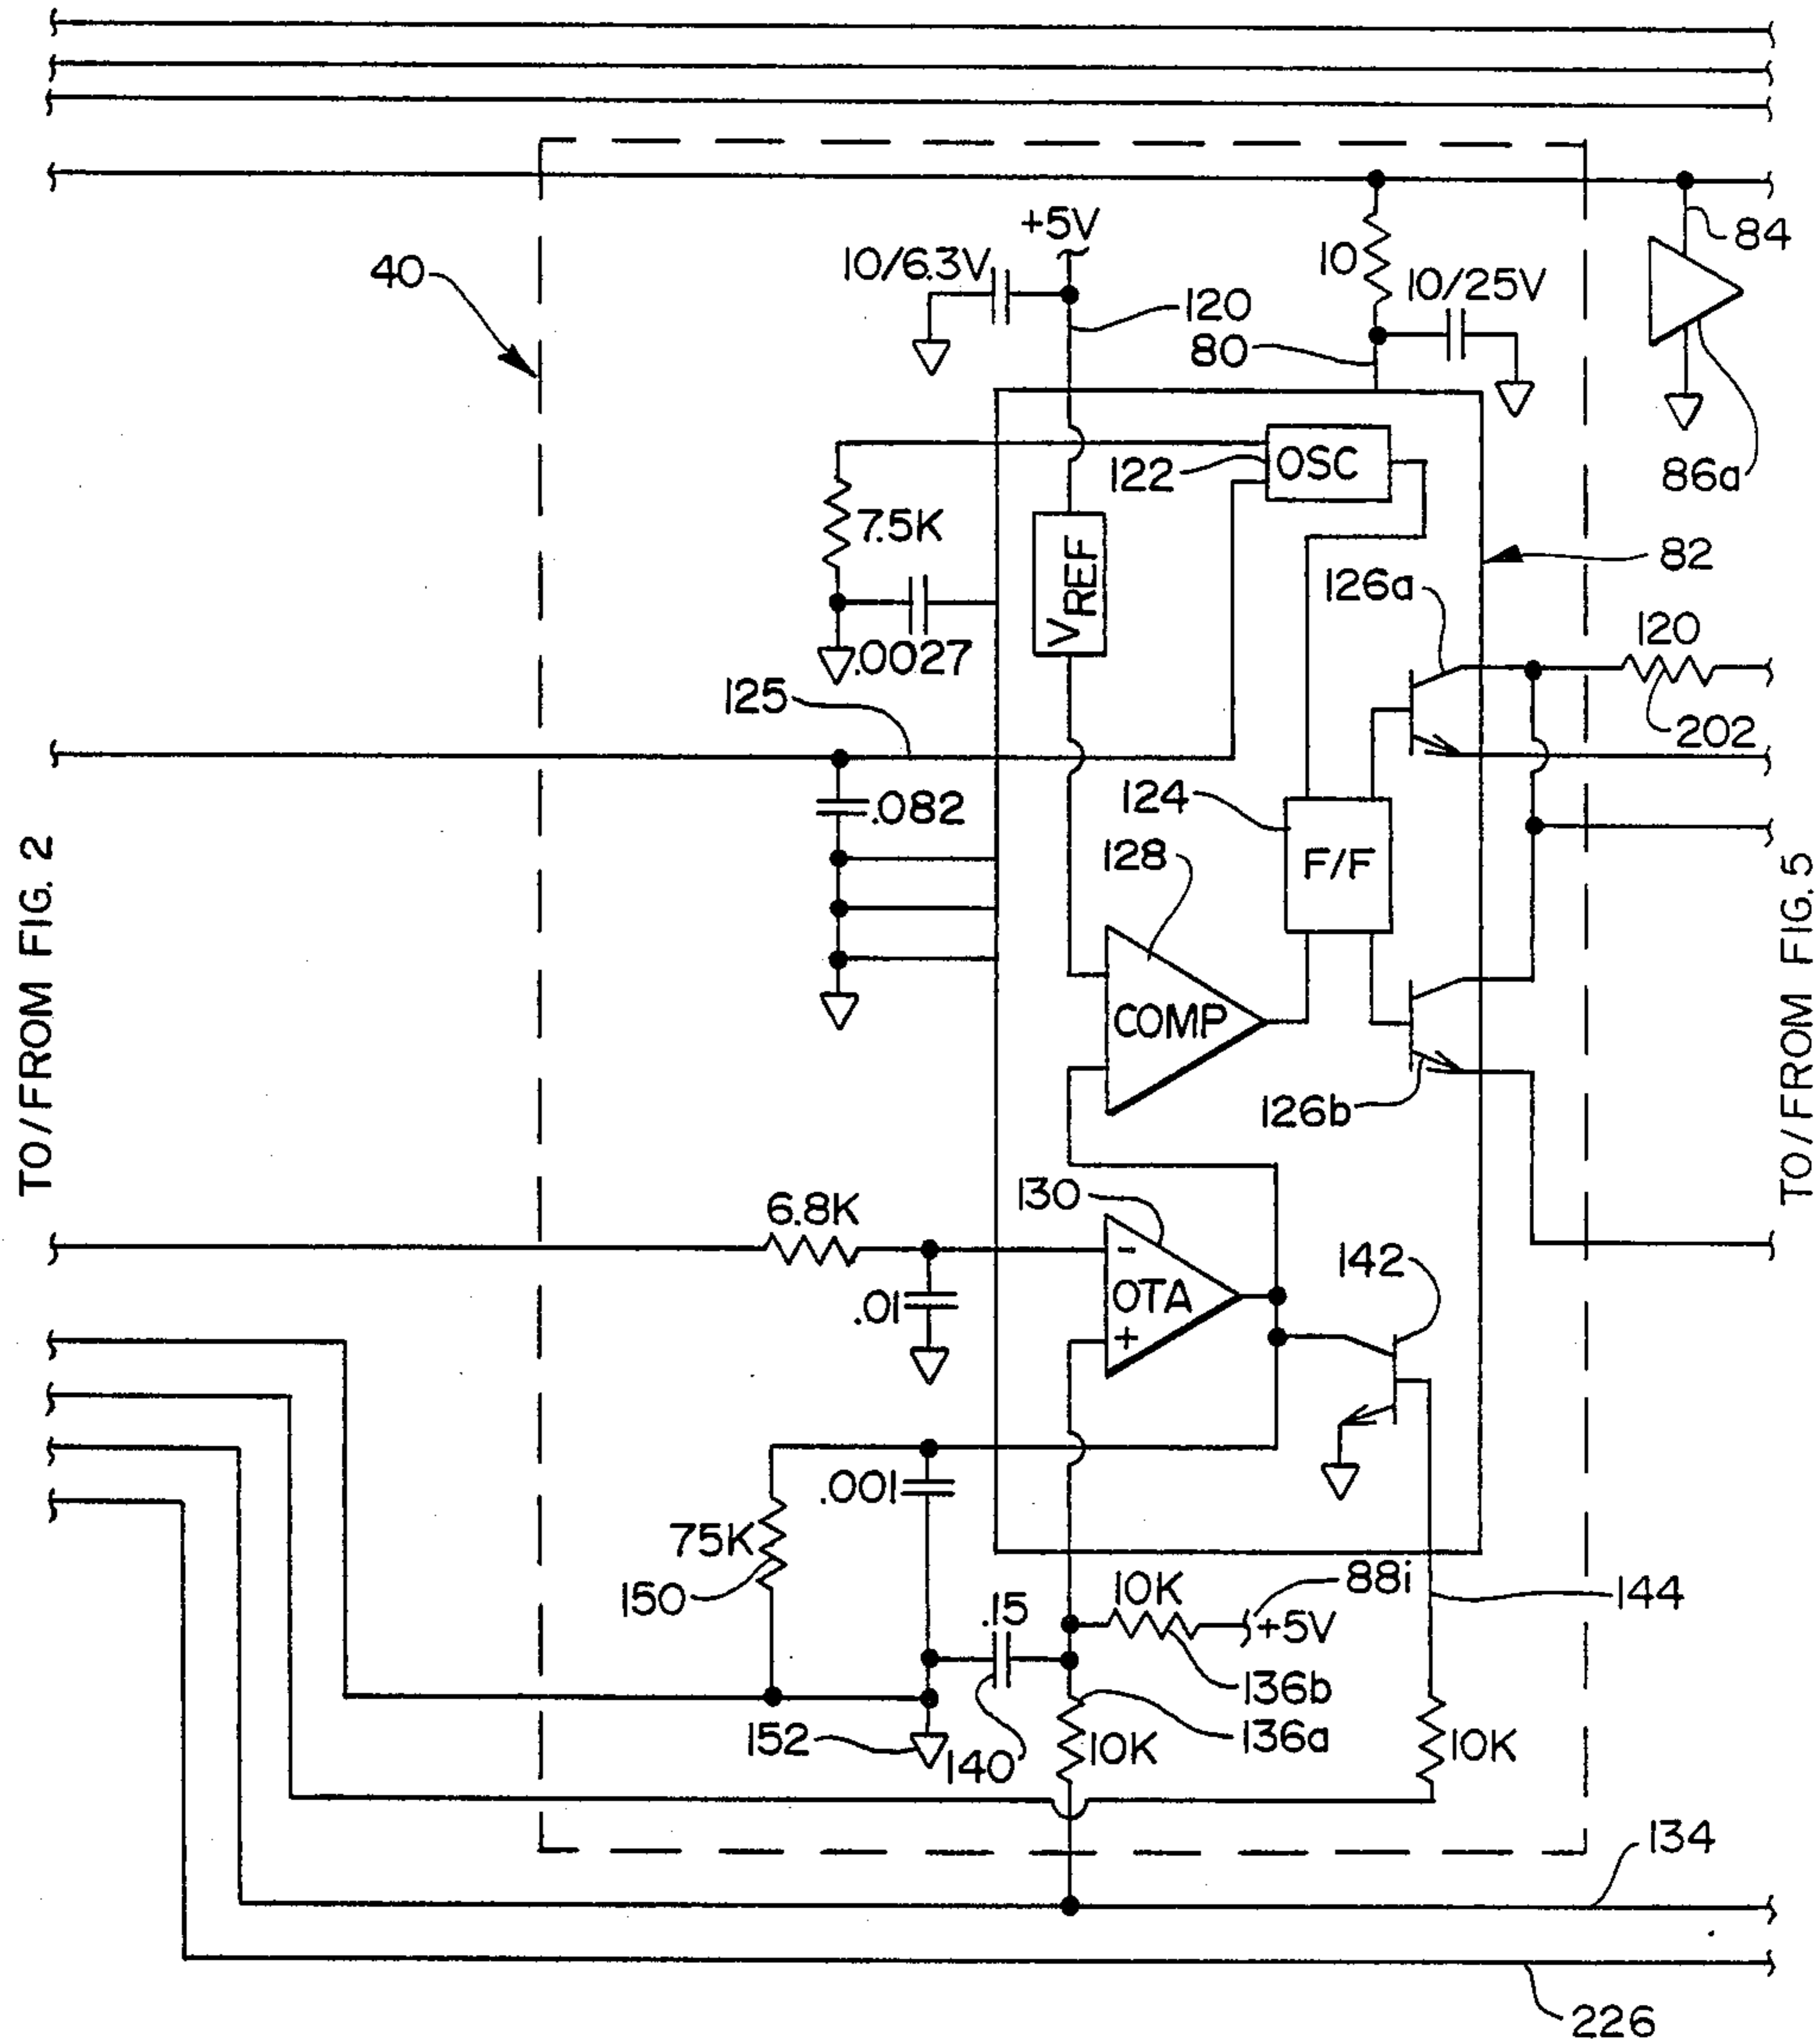 +5V
84
10/6.3V
40
10
10/25V
120
80
86a
OSC
122
7.5K
82
VREF
126a
.0027
120
125
202
.082
124
128
F/F
TO/FROM FIG. 2
TO/FROM FIG. 5
COMP
126b
130
6.8K
-
142
OTA
.01
+
.001
75K
88i
10K
144
150
.15
+5V
136b
136a
152
140
10K
10K
134
226